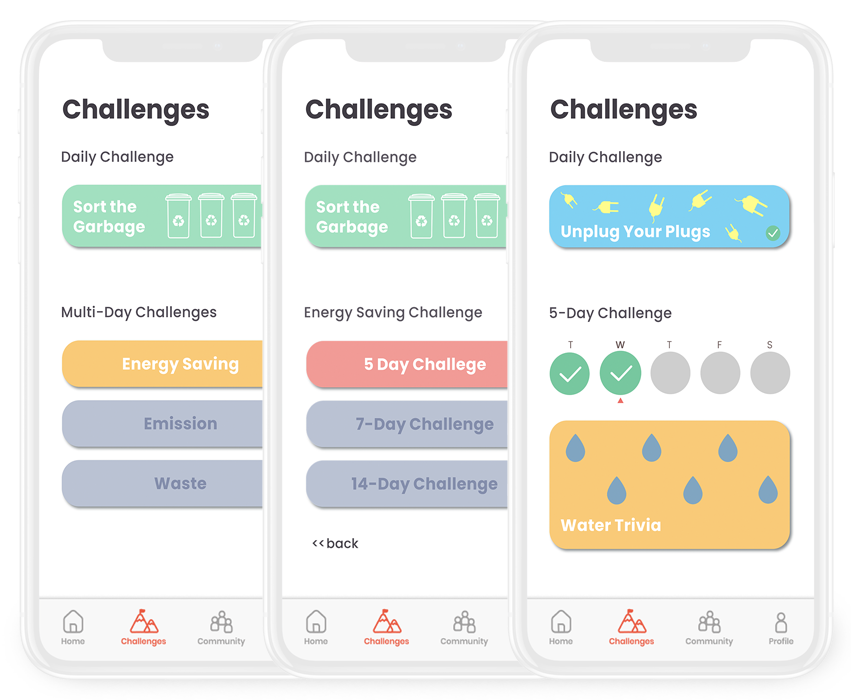 Challenges
Daily Challenge
Sort the
Garbage
Multi-Day Challenges
Energy Saving
Emission
Waste
Home
Challenges
Community
Challenges
Daily Challenge
Sort the
Garbage
Energy Saving Challenge
5 Day Challege
7-Day Challenge
14-Day Challenge
<<back
Home
Challenges
Community
Challenges
Daily Challenge
Unplug Your Plugs
5-Day Challenge
T W T F S
Water Trivia
Home
Challenges
Community
Profile